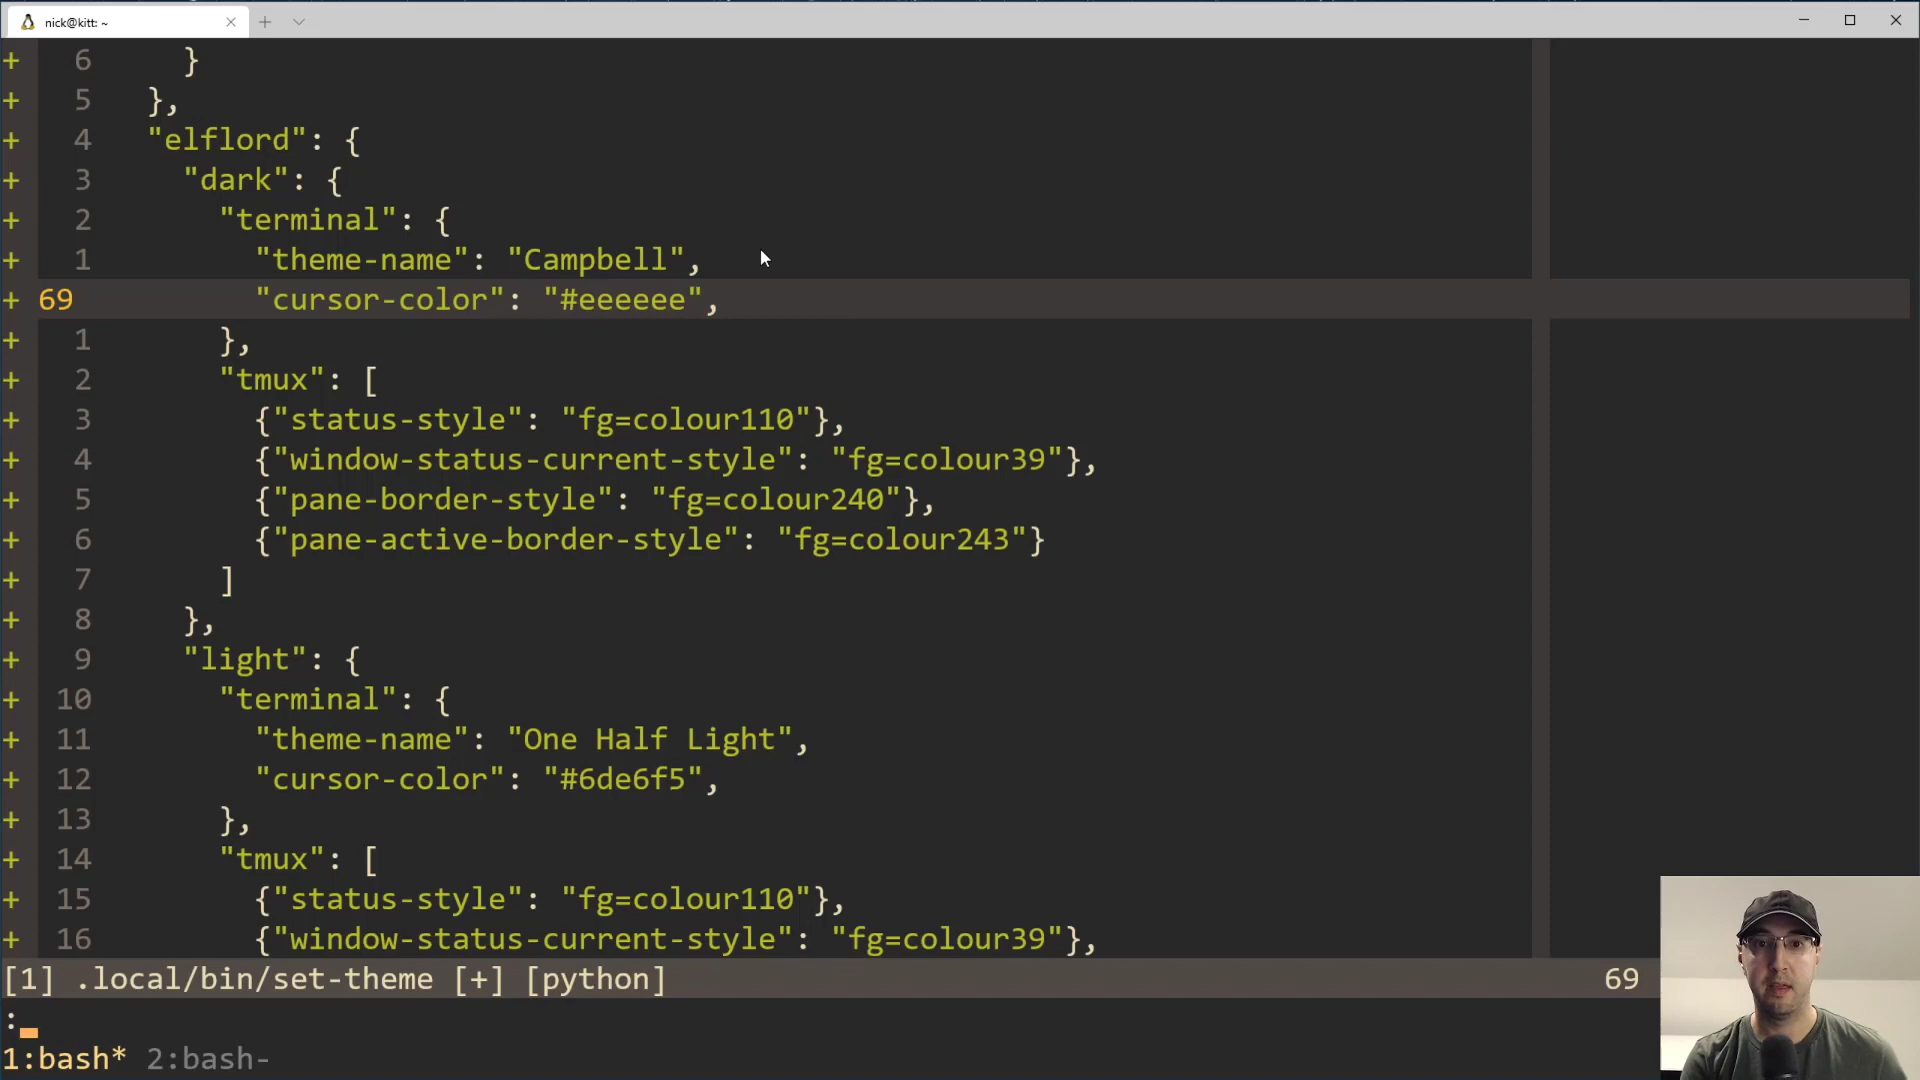 nick@kitt: ~
+ 6 }
+ 5 },
+ 4 "elflord": {
+ 3 "dark": {
+ 2 "terminal": {
+ 1 "theme-name": "Campbell",
+ 69 "cursor-color": "#eeeeee",
+ 1 },
+ 2 "tmux": [
+ 3 {"status-style": "fg=colour110"},
+ 4 {"window-status-current-style": "fg=colour39"},
+ 5 {"pane-border-style": "fg=colour240"},
+ 6 {"pane-active-border-style": "fg=colour243"}
+ 7 ]
+ 8 },
+ 9 "light": {
+ 10 "terminal": {
+ 11 "theme-name": "One Half Light",
+ 12 "cursor-color": "#6de6f5",
+ 13 },
+ 14 "tmux": [
+ 15 {"status-style": "fg=colour110"},
+ 16 {"window-status-current-style": "fg=colour39"},
[1] .local/bin/set-theme [+] [python] 69
:
1:bash* 2:bash-